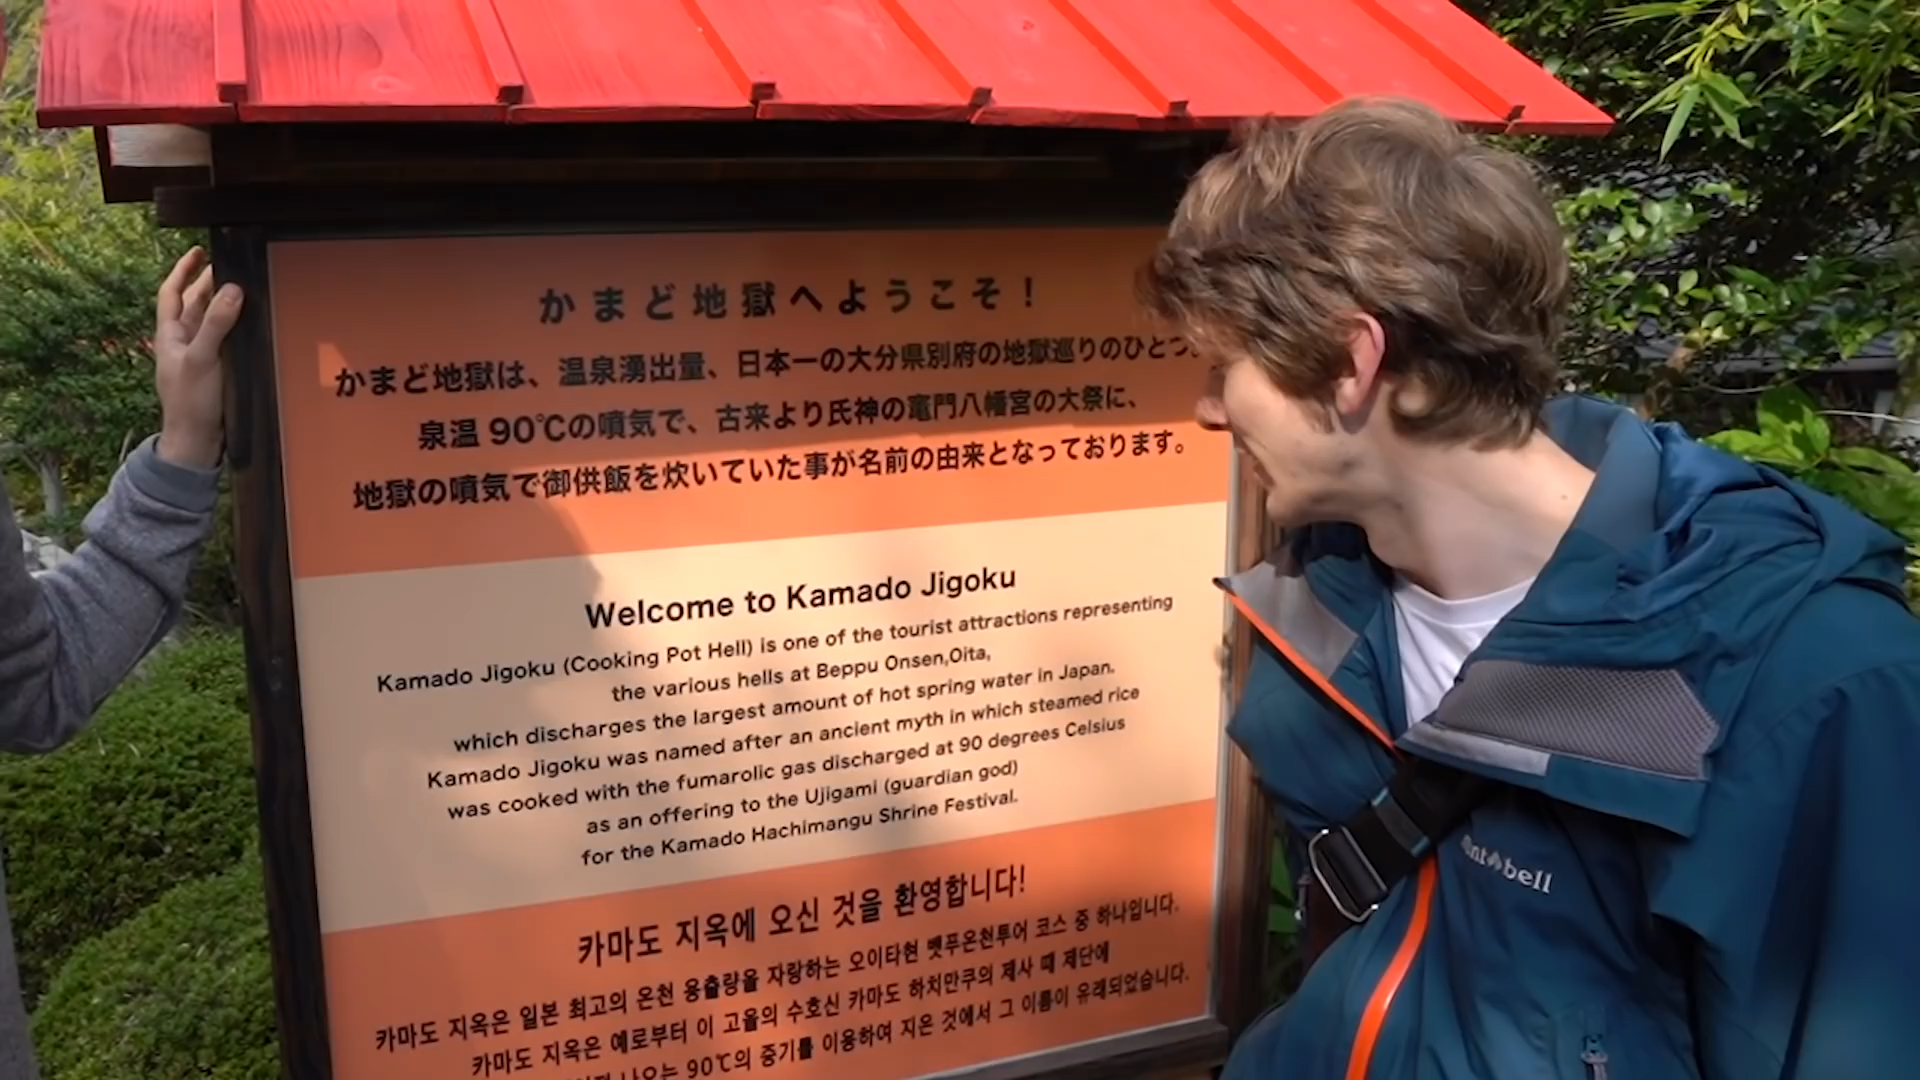 かまど地獄へようこそ！
かまど地獄は、温泉湧出量、日本一の大分県別府の地獄巡りのひとつ。
泉温 90℃の噴気で、古来より氏神の竈門八幡宮の大祭に、
地獄の噴気で御供飯を炊いていた事が名前の由来となっております。
Welcome to Kamado Jigoku
Kamado Jigoku (Cooking Pot Hell) is one of the tourist attractions representing
the various hells at Beppu Onsen,Oita,
which discharges the largest amount of hot spring water in Japan.
Kamado Jigoku was named after an ancient myth in which steamed rice
was cooked with the fumarolic gas discharged at 90 degrees Celsius
as an offering to the Ujigami (guardian god)
for the Kamado Hachimangu Shrine Festival.
카마도 지옥에 오신 것을 환영합니다!
카마도 지옥은 일본 최고의 온천 용출량을 자랑하는 오이타현 벳푸온천투어 코스 중 하나입니다.
카마도 지옥은 예로부터 이 고을의 수호신 카마도 하치만쿠의 제사 때 제단에
나오는 90℃의 증기를 이용하여 지은 것에서 그 이름이 유래되었습니다.
mont-bell